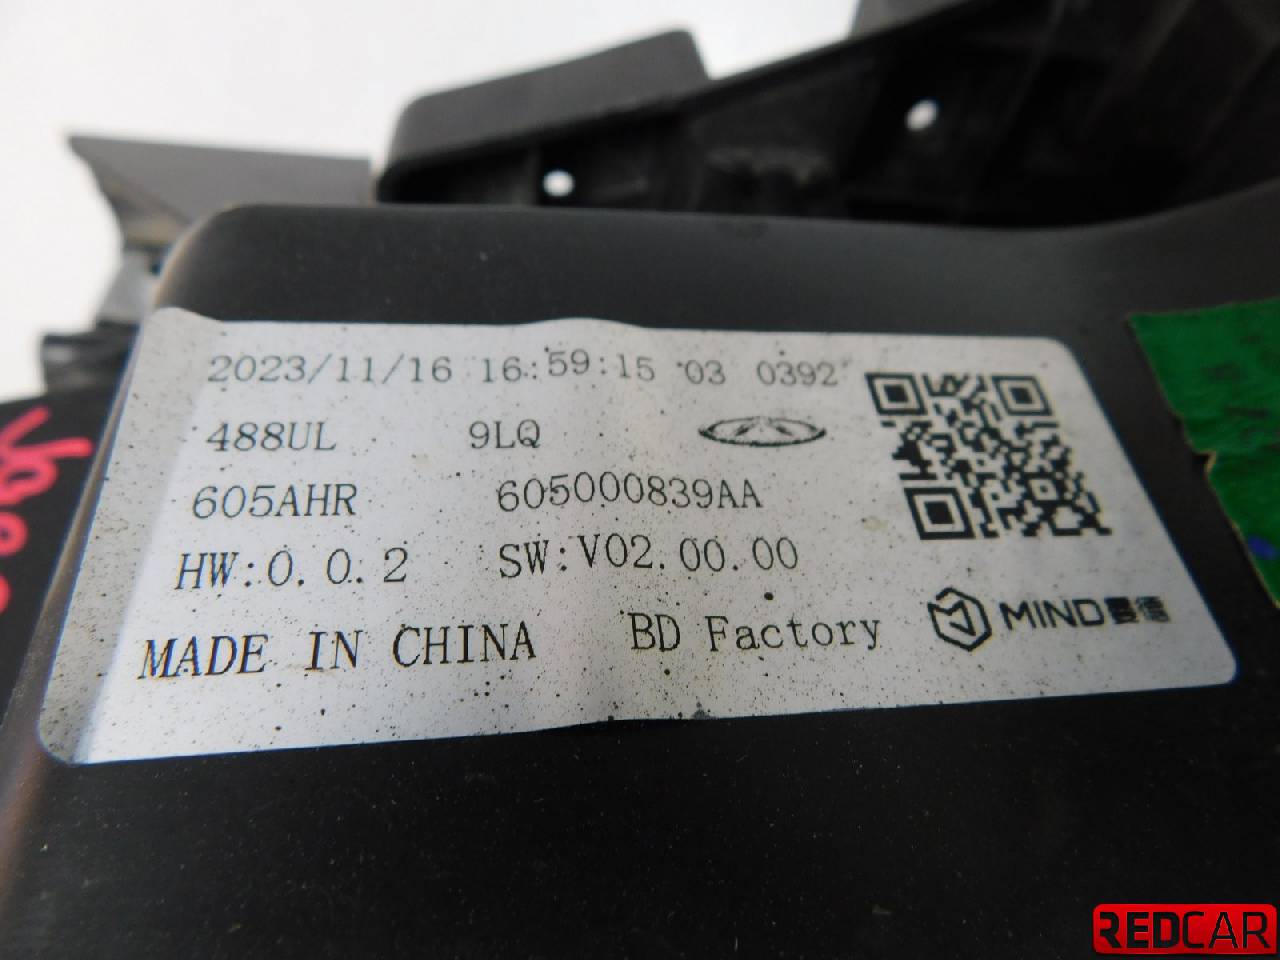 2023/11/16 16:59:15 03 0392
488UL 9LQ
605AHR 605000839AA
HW:0.0.2 SW:V02.00.00
MADE IN CHINA BD Factory MIND曼德
REDCAR